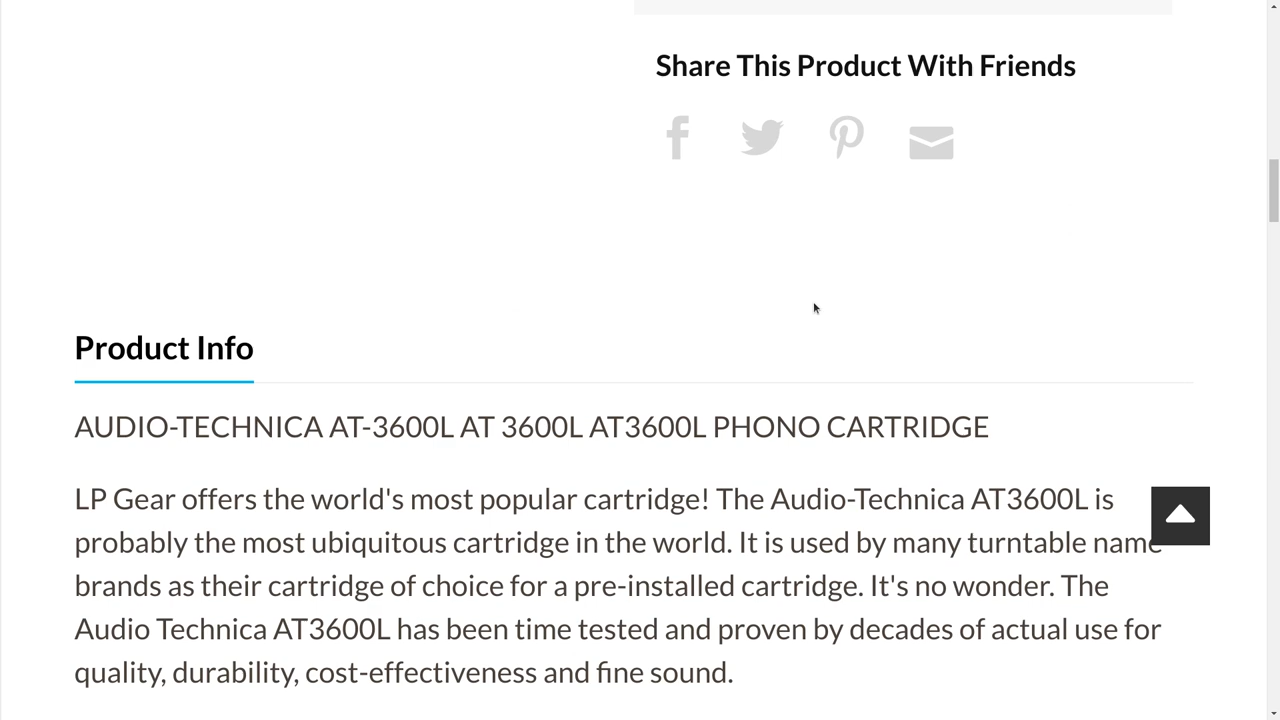 Share This Product With Friends
Product Info
AUDIO-TECHNICA AT-3600L AT 3600L AT3600L PHONO CARTRIDGE
LP Gear offers the world's most popular cartridge! The Audio-Technica AT3600L is
probably the most ubiquitous cartridge in the world. It is used by many turntable name
brands as their cartridge of choice for a pre-installed cartridge. It's no wonder. The
Audio Technica AT3600L has been time tested and proven by decades of actual use for
quality, durability, cost-effectiveness and fine sound.